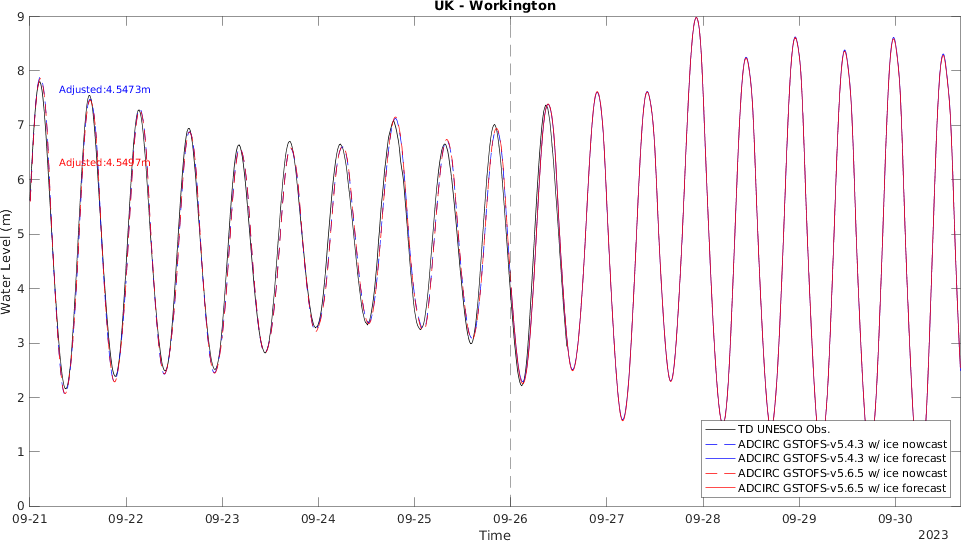 UK - Workington
9
8
7
6
5
4
3
2
1
0
Water Level (m)
Adjusted:4.5473m
Adjusted:4.5497m
TD UNESCO Obs.
ADCIRC GSTOFS-v5.4.3 w/ ice nowcast
ADCIRC GSTOFS-v5.4.3 w/ ice forecast
ADCIRC GSTOFS-v5.6.5 w/ ice nowcast
ADCIRC GSTOFS-v5.6.5 w/ ice forecast
09-21 09-22 09-23 09-24 09-25 09-26 09-27 09-28 09-29 09-30
Time
2023